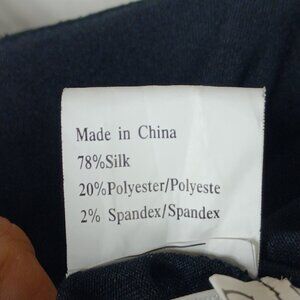 Made in China
78%Silk
20%Polyester/Polyeste
2% Spandex/Spandex